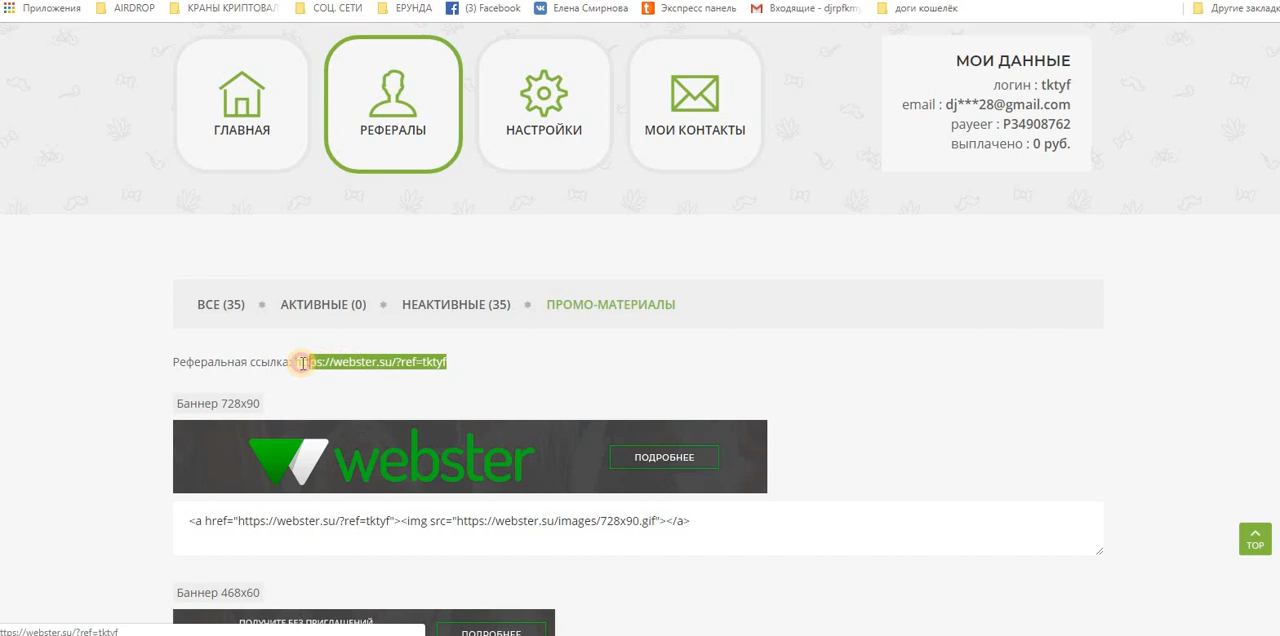 Приложения AIRDROP КРАНЫ КРИПТОВАЛ СОЦ. СЕТИ ЕРУНДА (3) Facebook Елена Смирнова Экспресс панель Входящие - djrpfkmy доги кошелёк Другие закладк
ГЛАВНАЯ
РЕФЕРАЛЫ
НАСТРОЙКИ
МОИ КОНТАКТЫ
МОИ ДАННЫЕ
логин : tktyf
email : dj***28@gmail.com
payeer : P34908762
выплачено : 0 руб.
ВСЕ (35) * АКТИВНЫЕ (0) * НЕАКТИВНЫЕ (35) * ПРОМО-МАТЕРИАЛЫ
Реферальная ссылка: https://webster.su/?ref=tktyf
Баннер 728x90
webster ПОДРОБНЕЕ
<a href="https://webster.su/?ref=tktyf"><img src="https://webster.su/images/728x90.gif"></a>
TOP
Баннер 468x60
ПОЛУЧИТЕ БЕЗ ПРИГЛАШЕНИЙ
ПОДРОБНЕЕ
ttps://webster.su/?ref=tktyf